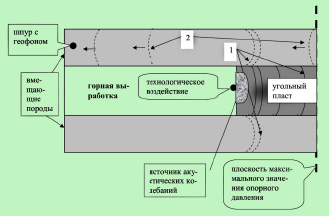 шпур с
геофоном
2
1
вме-
щаю-
щие
породы
горная вы-
работка
технологическое
воздействие
угольный
пласт
источник аку-
стических ко-
лебаний
плоскость макси-
мального значе-
ния опорного
давления